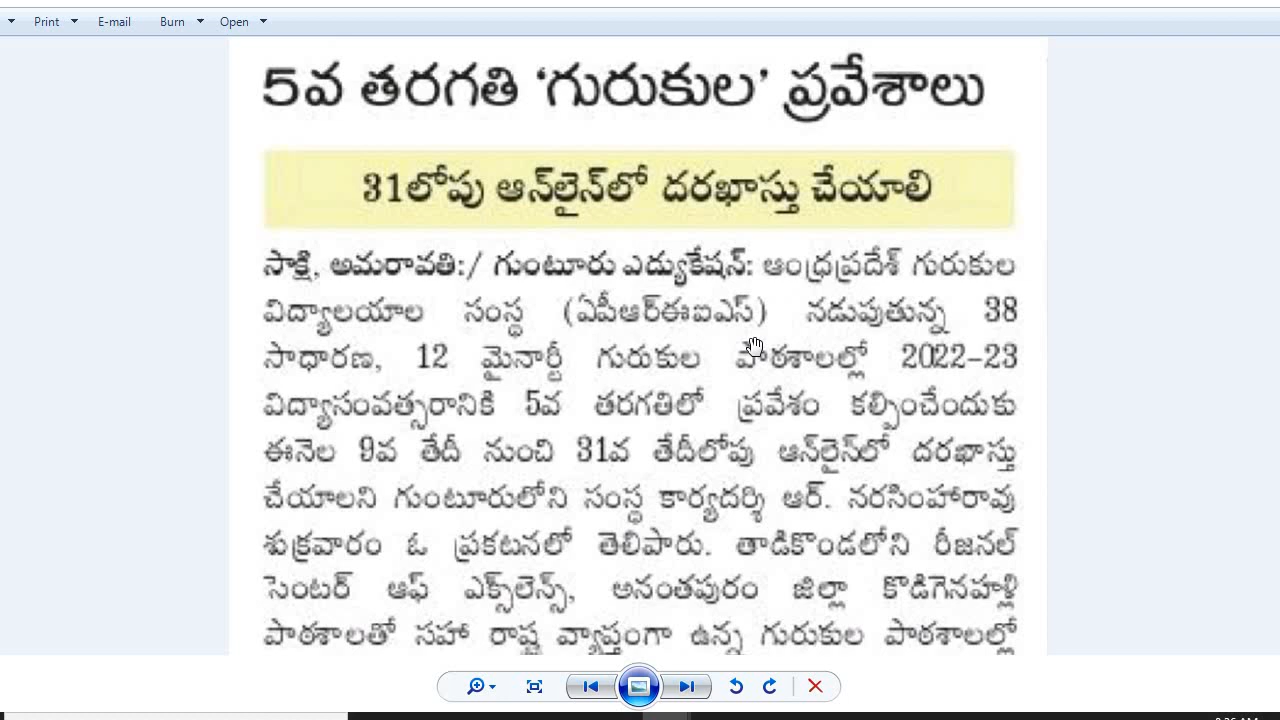 Print E-mail Burn Open
5వ తరగతి ‘గురుకుల’ ప్రవేశాలు
31లోపు ఆన్‌లైన్‌లో దరఖాస్తు చేయాలి
సాక్షి, అమరావతి:/ గుంటూరు ఎడ్యుకేషన్: ఆంధ్రప్రదేశ్ గురుకుల
విద్యాలయాల సంస్థ (ఏపీఆర్‌ఈఐఎస్) నడుపుతున్న 38
సాధారణ, 12 మైనార్టీ గురుకుల పాఠశాలల్లో 2022–23
విద్యాసంవత్సరానికి 5వ తరగతిలో ప్రవేశం కల్పించేందుకు
ఈనెల 9వ తేదీ నుంచి 31వ తేదీలోపు ఆన్‌లైన్‌లో దరఖాస్తు
చేయాలని గుంటూరులోని సంస్థ కార్యదర్శి ఆర్. నరసింహారావు
శుక్రవారం ఓ ప్రకటనలో తెలిపారు. తాడికొండలోని రీజనల్
సెంటర్ ఆఫ్ ఎక్స్‌లెన్స్, అనంతపురం జిల్లా కొడిగెనహళ్లి
పాఠశాలతో సహా రాష్ట్ర వ్యాప్తంగా ఉన్న గురుకుల పాఠశాలల్లో